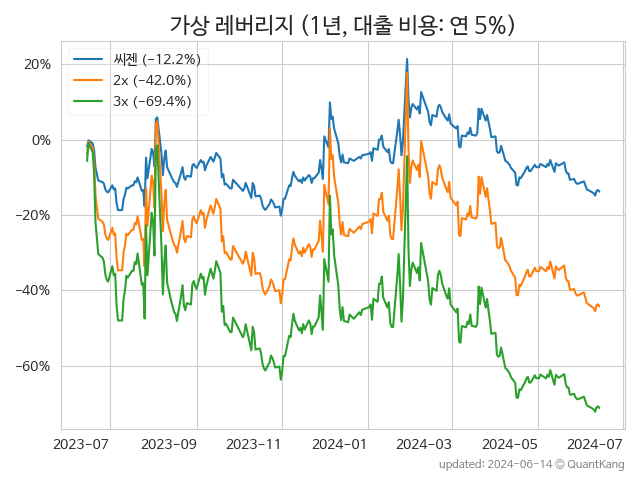 가상 레버리지 (1년, 대출 비용: 연 5%)
씨젠 (−12.2%)
2x (−42.0%)
3x (−69.4%)
20%
0%
−20%
−40%
−60%
2023−07 2023−09 2023−11 2024−01 2024−03 2024−05 2024−07
updated: 2024-06-14 © QuantKang